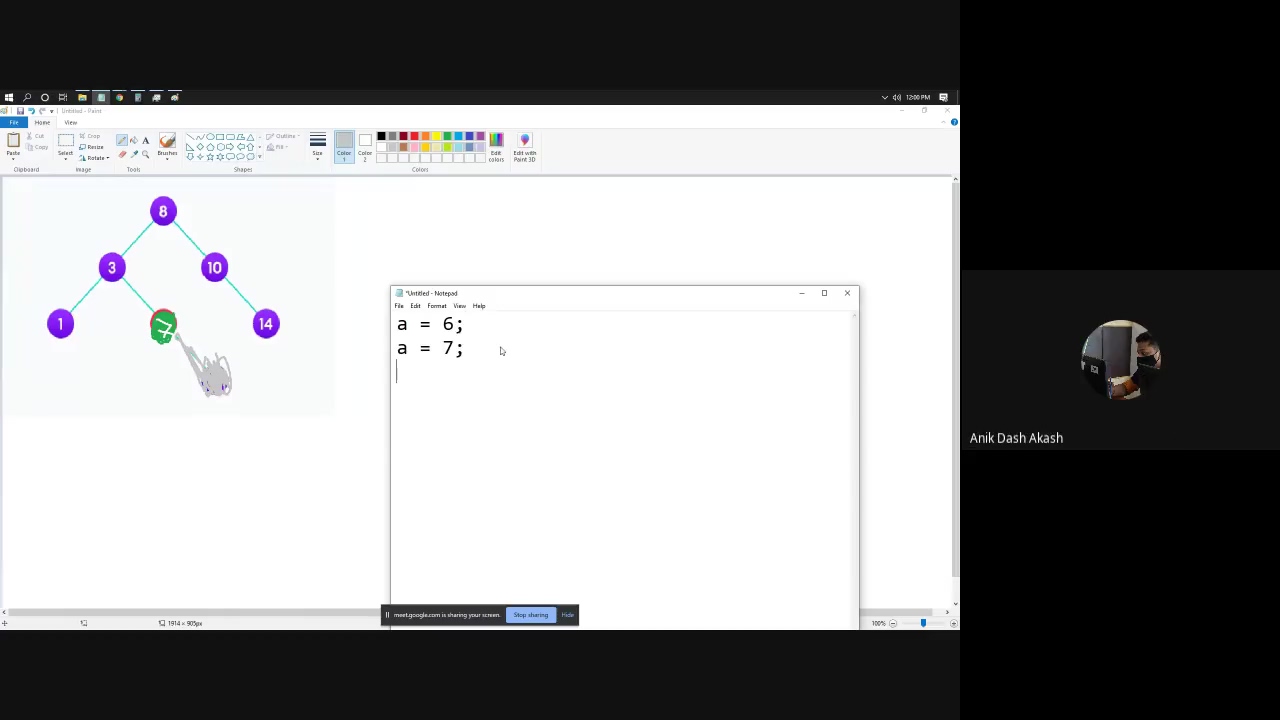 12:00 PM
Untitled - Paint
File Home View
Cut
Copy
Paste
Clipboard
Crop
Resize
Rotate
Select
Image
Tools
Brushes
Outline
Fill
Shapes
Size
Color 1
Color 2
Edit colors
Edit with Paint 3D
Colors
8
3 10
1 7 14
*Untitled - Notepad
File Edit Format View Help
a = 6;
a = 7;
meet.google.com is sharing your screen. Stop sharing Hide
1914 × 905px
100%
Anik Dash Akash